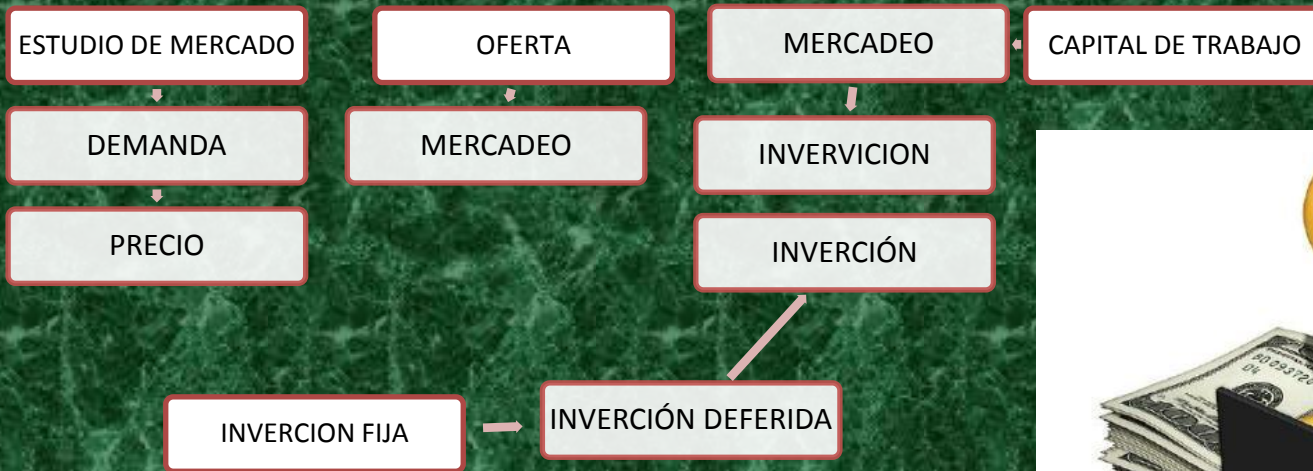 ESTUDIO DE MERCADO
OFERTA
MERCADEO
CAPITAL DE TRABAJO
DEMANDA
MERCADEO
INVERVICION
PRECIO
INVERCIÓN
INVERCION FIJA
INVERCIÓN DEFERIDA